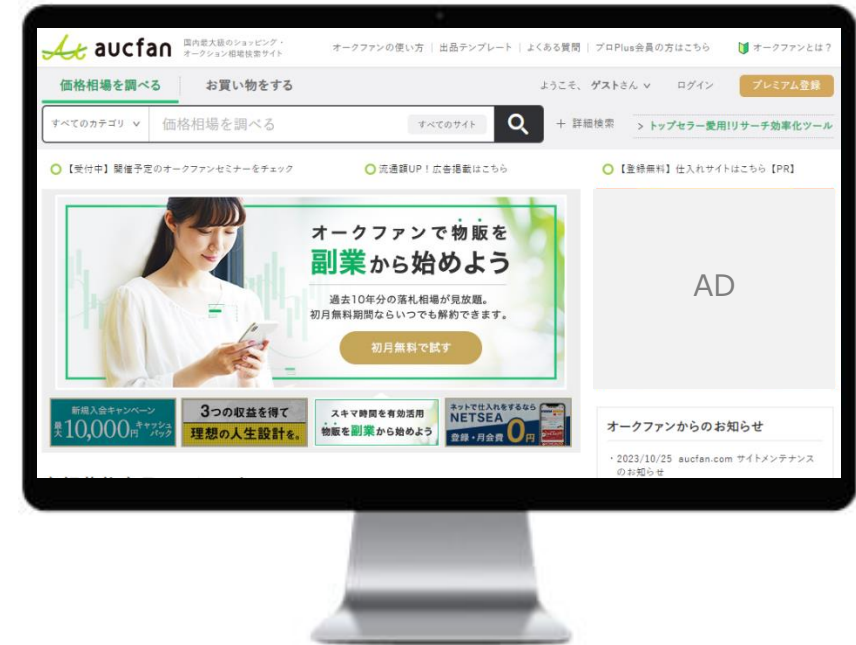 aucfan
国内最大級のショッピング・
オークション相場検索サイト
オークファンの使い方
出品テンプレート
よくある質問
プロPlus会員の方はこちら
オークファンとは？
価格相場を調べる
お買い物をする
ようこそ、 ゲストさん
ログイン
プレミアム登録
すべてのカテゴリ
価格相場を調べる
すべてのサイト
＋ 詳細検索
> トップセラー愛用!リサーチ効率化ツール
【受付中】開催予定のオークファンセミナーをチェック
流通額UP！広告掲載はこちら
【登録無料】仕入れサイトはこちら【PR】
オークファンで物販を
副業から始めよう
過去10年分の落札相場が見放題。
初月無料期間ならいつでも解約できます。
初月無料で試す
AD
新規入会キャンペーン
最大10,000円 キャッシュバック
3つの収益を得て
理想の人生設計を。
スキマ時間を有効活用
物販を副業から始めよう
ネットで仕入れをするなら
NETSEA
登録・月会費0円
オークファンからのお知らせ
・2023/10/25 aucfan.com サイトメンテナンス
のお知らせ